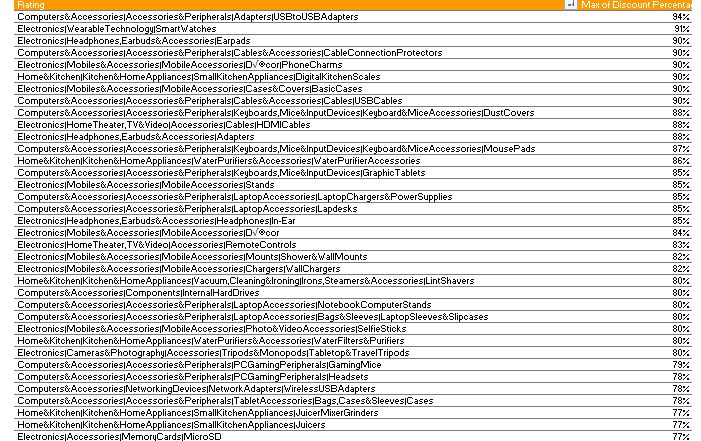 Rating Max of Discount Percentag
Computers&Accessories|Accessories&Peripherals|Adapters|USBtoUSBAdapters 94%
Electronics|WearableTechnology|SmartWatches 91%
Electronics|Headphones,Earbuds&Accessories|Earpads 90%
Computers&Accessories|Accessories&Peripherals|Cables&Accessories|CableConnectionProtectors 90%
Electronics|Mobiles&Accessories|MobileAccessories|D√®cor|PhoneCharms 90%
Home&Kitchen|Kitchen&HomeAppliances|SmallKitchenAppliances|DigitalKitchenScales 90%
Electronics|Mobiles&Accessories|MobileAccessories|Cases&Covers|BasicCases 90%
Computers&Accessories|Accessories&Peripherals|Cables&Accessories|Cables|USBCables 90%
Computers&Accessories|Accessories&Peripherals|Keyboards,Mice&InputDevices|Keyboard&MiceAccessories|DustCovers 88%
Electronics|HomeTheater,TV&Video|Accessories|Cables|HDMICables 88%
Electronics|Headphones,Earbuds&Accessories|Adapters 88%
Computers&Accessories|Accessories&Peripherals|Keyboards,Mice&InputDevices|Keyboard&MiceAccessories|MousePads 87%
Home&Kitchen|Kitchen&HomeAppliances|WaterPurifiers&Accessories|WaterPurifierAccessories 86%
Computers&Accessories|Accessories&Peripherals|Keyboards,Mice&InputDevices|GraphicTablets 85%
Electronics|Mobiles&Accessories|MobileAccessories|Stands 85%
Computers&Accessories|Accessories&Peripherals|LaptopAccessories|LaptopChargers&PowerSupplies 85%
Computers&Accessories|Accessories&Peripherals|LaptopAccessories|Lapdesks 85%
Electronics|Headphones,Earbuds&Accessories|Headphones|In-Ear 85%
Electronics|Mobiles&Accessories|MobileAccessories|D√®cor 84%
Electronics|HomeTheater,TV&Video|Accessories|RemoteControls 83%
Electronics|Mobiles&Accessories|MobileAccessories|Mounts|Shower&WallMounts 82%
Electronics|Mobiles&Accessories|MobileAccessories|Chargers|WallChargers 82%
Home&Kitchen|Kitchen&HomeAppliances|Vacuum,Cleaning&Ironing|Irons,Steamers&Accessories|LintShavers 80%
Computers&Accessories|Components|InternalHardDrives 80%
Computers&Accessories|Accessories&Peripherals|LaptopAccessories|NotebookComputerStands 80%
Computers&Accessories|Accessories&Peripherals|LaptopAccessories|Bags&Sleeves|LaptopSleeves&Slipcases 80%
Electronics|Mobiles&Accessories|MobileAccessories|Photo&VideoAccessories|SelfieSticks 80%
Home&Kitchen|Kitchen&HomeAppliances|WaterPurifiers&Accessories|WaterFilters&Purifiers 80%
Electronics|Cameras&Photography|Accessories|Tripods&Monopods|Tabletop&TravelTripods 80%
Computers&Accessories|Accessories&Peripherals|PCGamingPeripherals|GamingMice 79%
Computers&Accessories|Accessories&Peripherals|PCGamingPeripherals|Headsets 78%
Computers&Accessories|NetworkingDevices|NetworkAdapters|WirelessUSBAdapters 78%
Computers&Accessories|Accessories&Peripherals|TabletAccessories|Bags,Cases&Sleeves|Cases 78%
Home&Kitchen|Kitchen&HomeAppliances|SmallKitchenAppliances|JuicerMixerGrinders 77%
Home&Kitchen|Kitchen&HomeAppliances|SmallKitchenAppliances|Juicers 77%
Electronics|Accessories|MemoryCards|MicroSD 77%